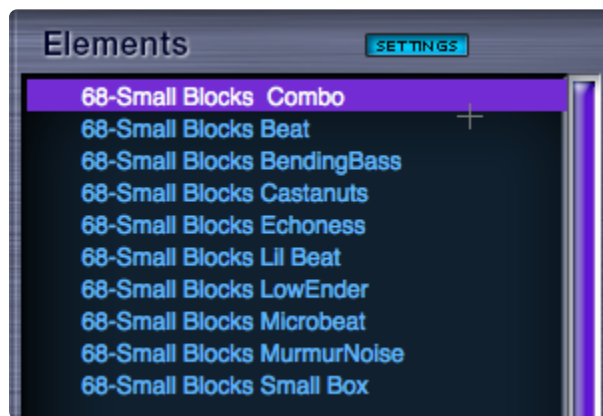 Elements
SETTINGS
68-Small Blocks  Combo
68-Small Blocks Beat
68-Small Blocks BendingBass
68-Small Blocks Castanuts
68-Small Blocks Echoness
68-Small Blocks Lil Beat
68-Small Blocks LowEnder
68-Small Blocks Microbeat
68-Small Blocks MurmurNoise
68-Small Blocks Small Box